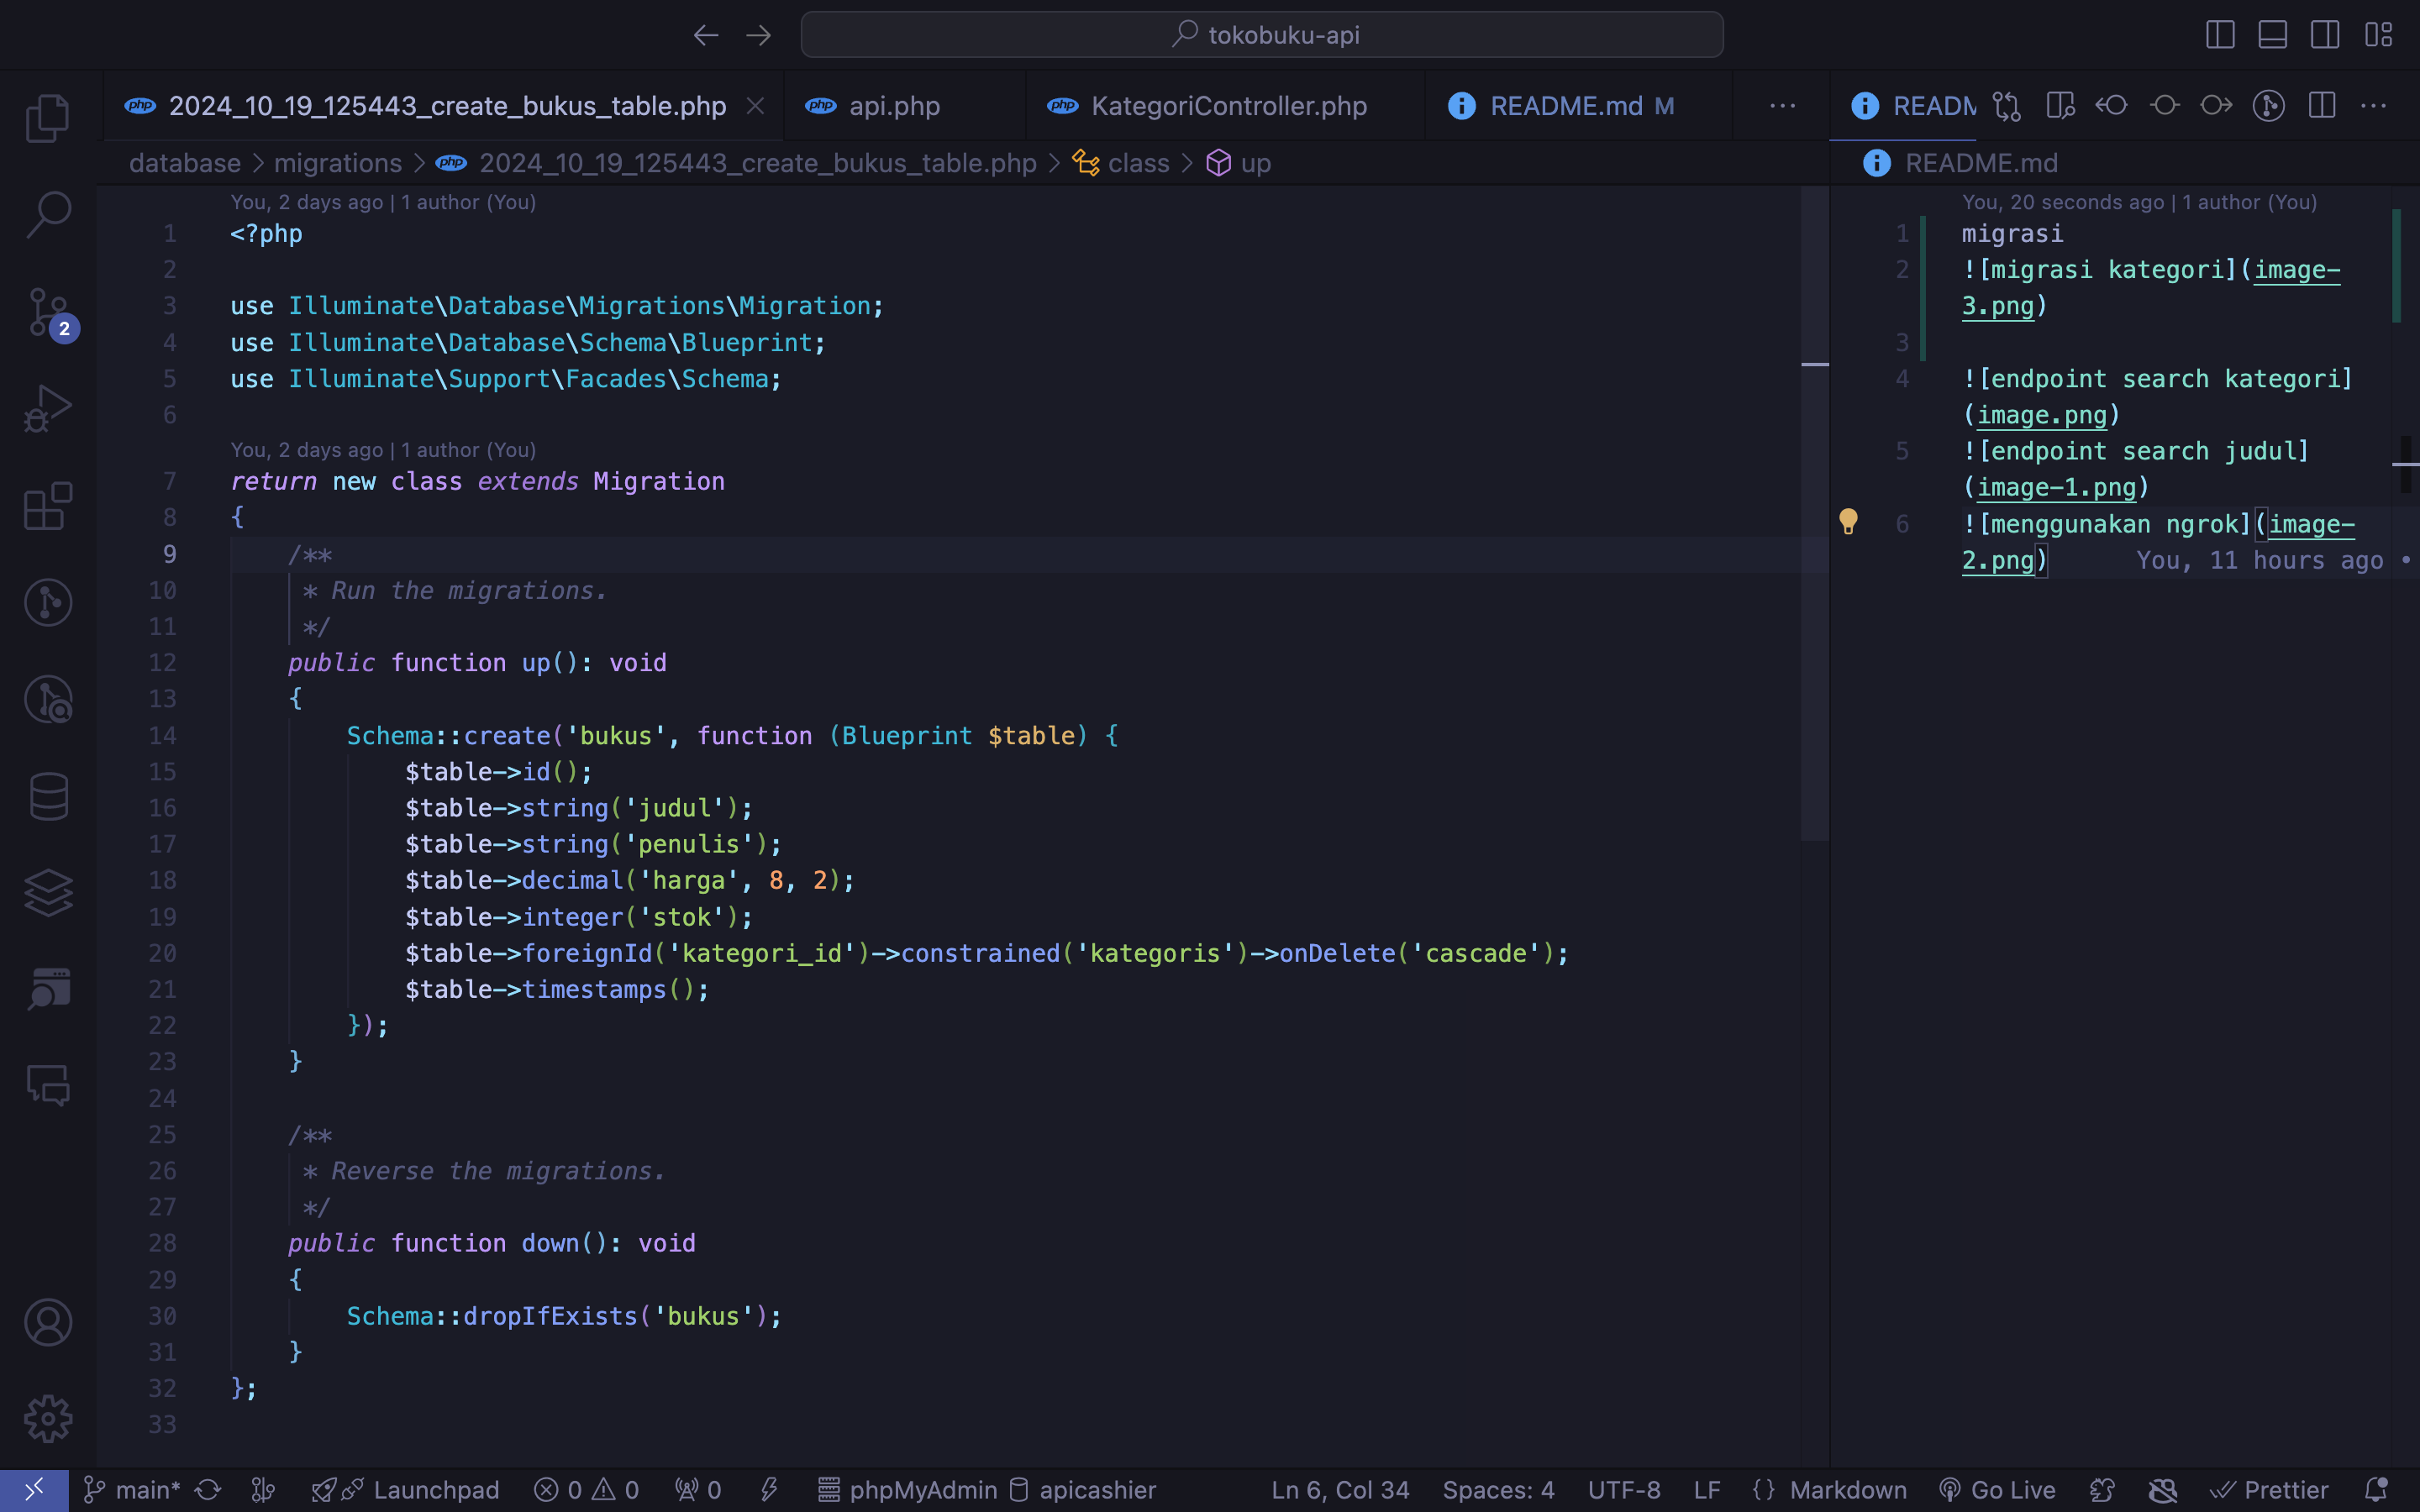 tokobuku-api
2024_10_19_125443_create_bukus_table.php
api.php
KategoriController.php
README.md M
database > migrations > 2024_10_19_125443_create_bukus_table.php > class > up
You, 2 days ago | 1 author (You)
1 <?php
2
3 use Illuminate\Database\Migrations\Migration;
4 use Illuminate\Database\Schema\Blueprint;
5 use Illuminate\Support\Facades\Schema;
6
You, 2 days ago | 1 author (You)
7 return new class extends Migration
8 {
9 /**
10 * Run the migrations.
11 */
12 public function up(): void
13 {
14 Schema::create('bukus', function (Blueprint $table) {
15 $table->id();
16 $table->string('judul');
17 $table->string('penulis');
18 $table->decimal('harga', 8, 2);
19 $table->integer('stok');
20 $table->foreignId('kategori_id')->constrained('kategoris')->onDelete('cascade');
21 $table->timestamps();
22 });
23 }
24
25 /**
26 * Reverse the migrations.
27 */
28 public function down(): void
29 {
30 Schema::dropIfExists('bukus');
31 }
32 };
33
READM
README.md
You, 20 seconds ago | 1 author (You)
1 migrasi
2 ![migrasi kategori](image-
3.png)
3
4 ![endpoint search kategori]
(image.png)
5 ![endpoint search judul]
(image-1.png)
6 ![menggunakan ngrok](image-
2.png) You, 11 hours ago •
2
main* Launchpad 0 0 0 phpMyAdmin apicashier Ln 6, Col 34 Spaces: 4 UTF-8 LF {} Markdown Go Live Prettier